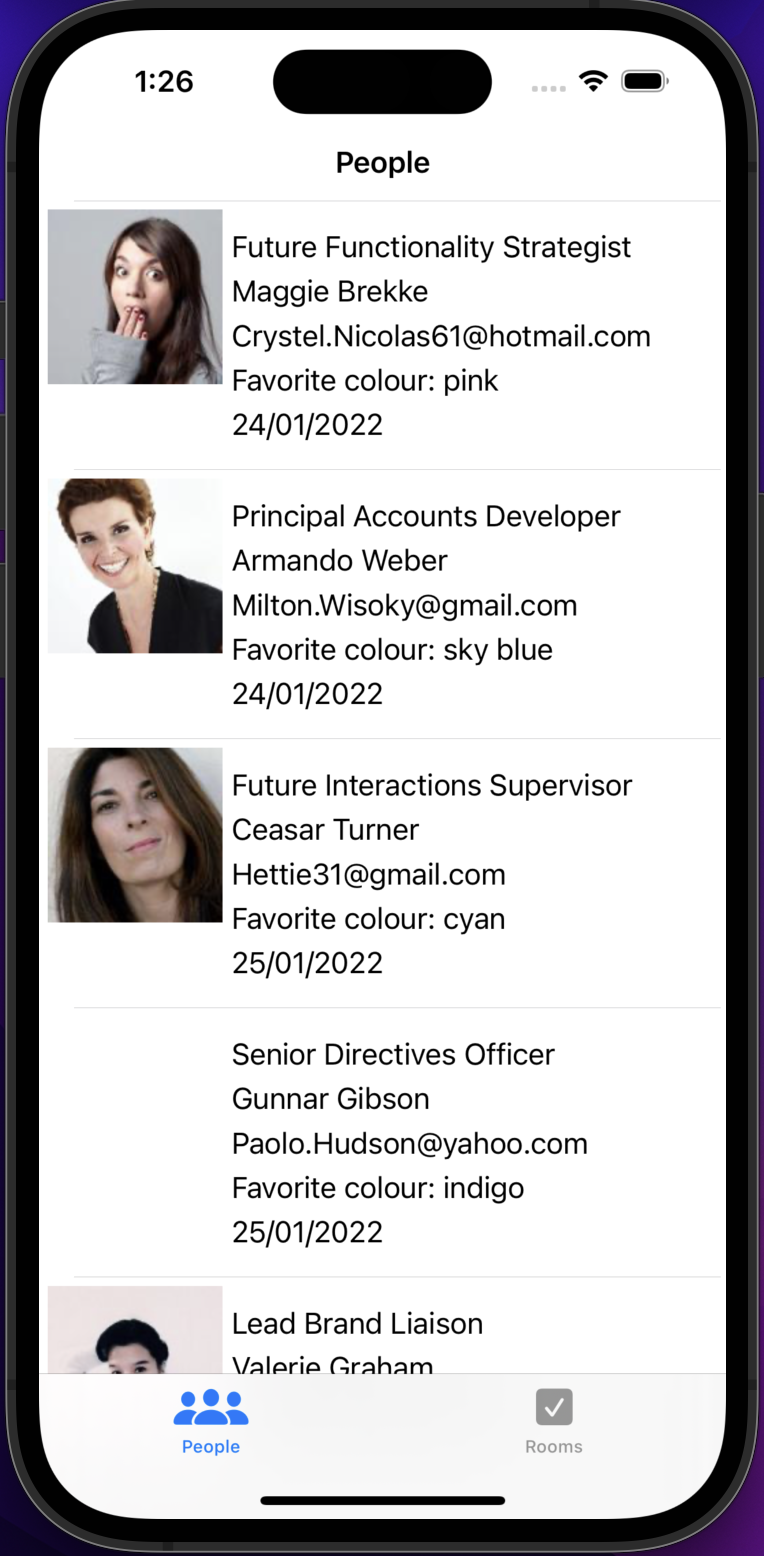 1:26
People
Future Functionality Strategist
Maggie Brekke
Crystel.Nicolas61@hotmail.com
Favorite colour: pink
24/01/2022
Principal Accounts Developer
Armando Weber
Milton.Wisoky@gmail.com
Favorite colour: sky blue
24/01/2022
Future Interactions Supervisor
Ceasar Turner
Hettie31@gmail.com
Favorite colour: cyan
25/01/2022
Senior Directives Officer
Gunnar Gibson
Paolo.Hudson@yahoo.com
Favorite colour: indigo
25/01/2022
Lead Brand Liaison
Valerie Graham
People
Rooms